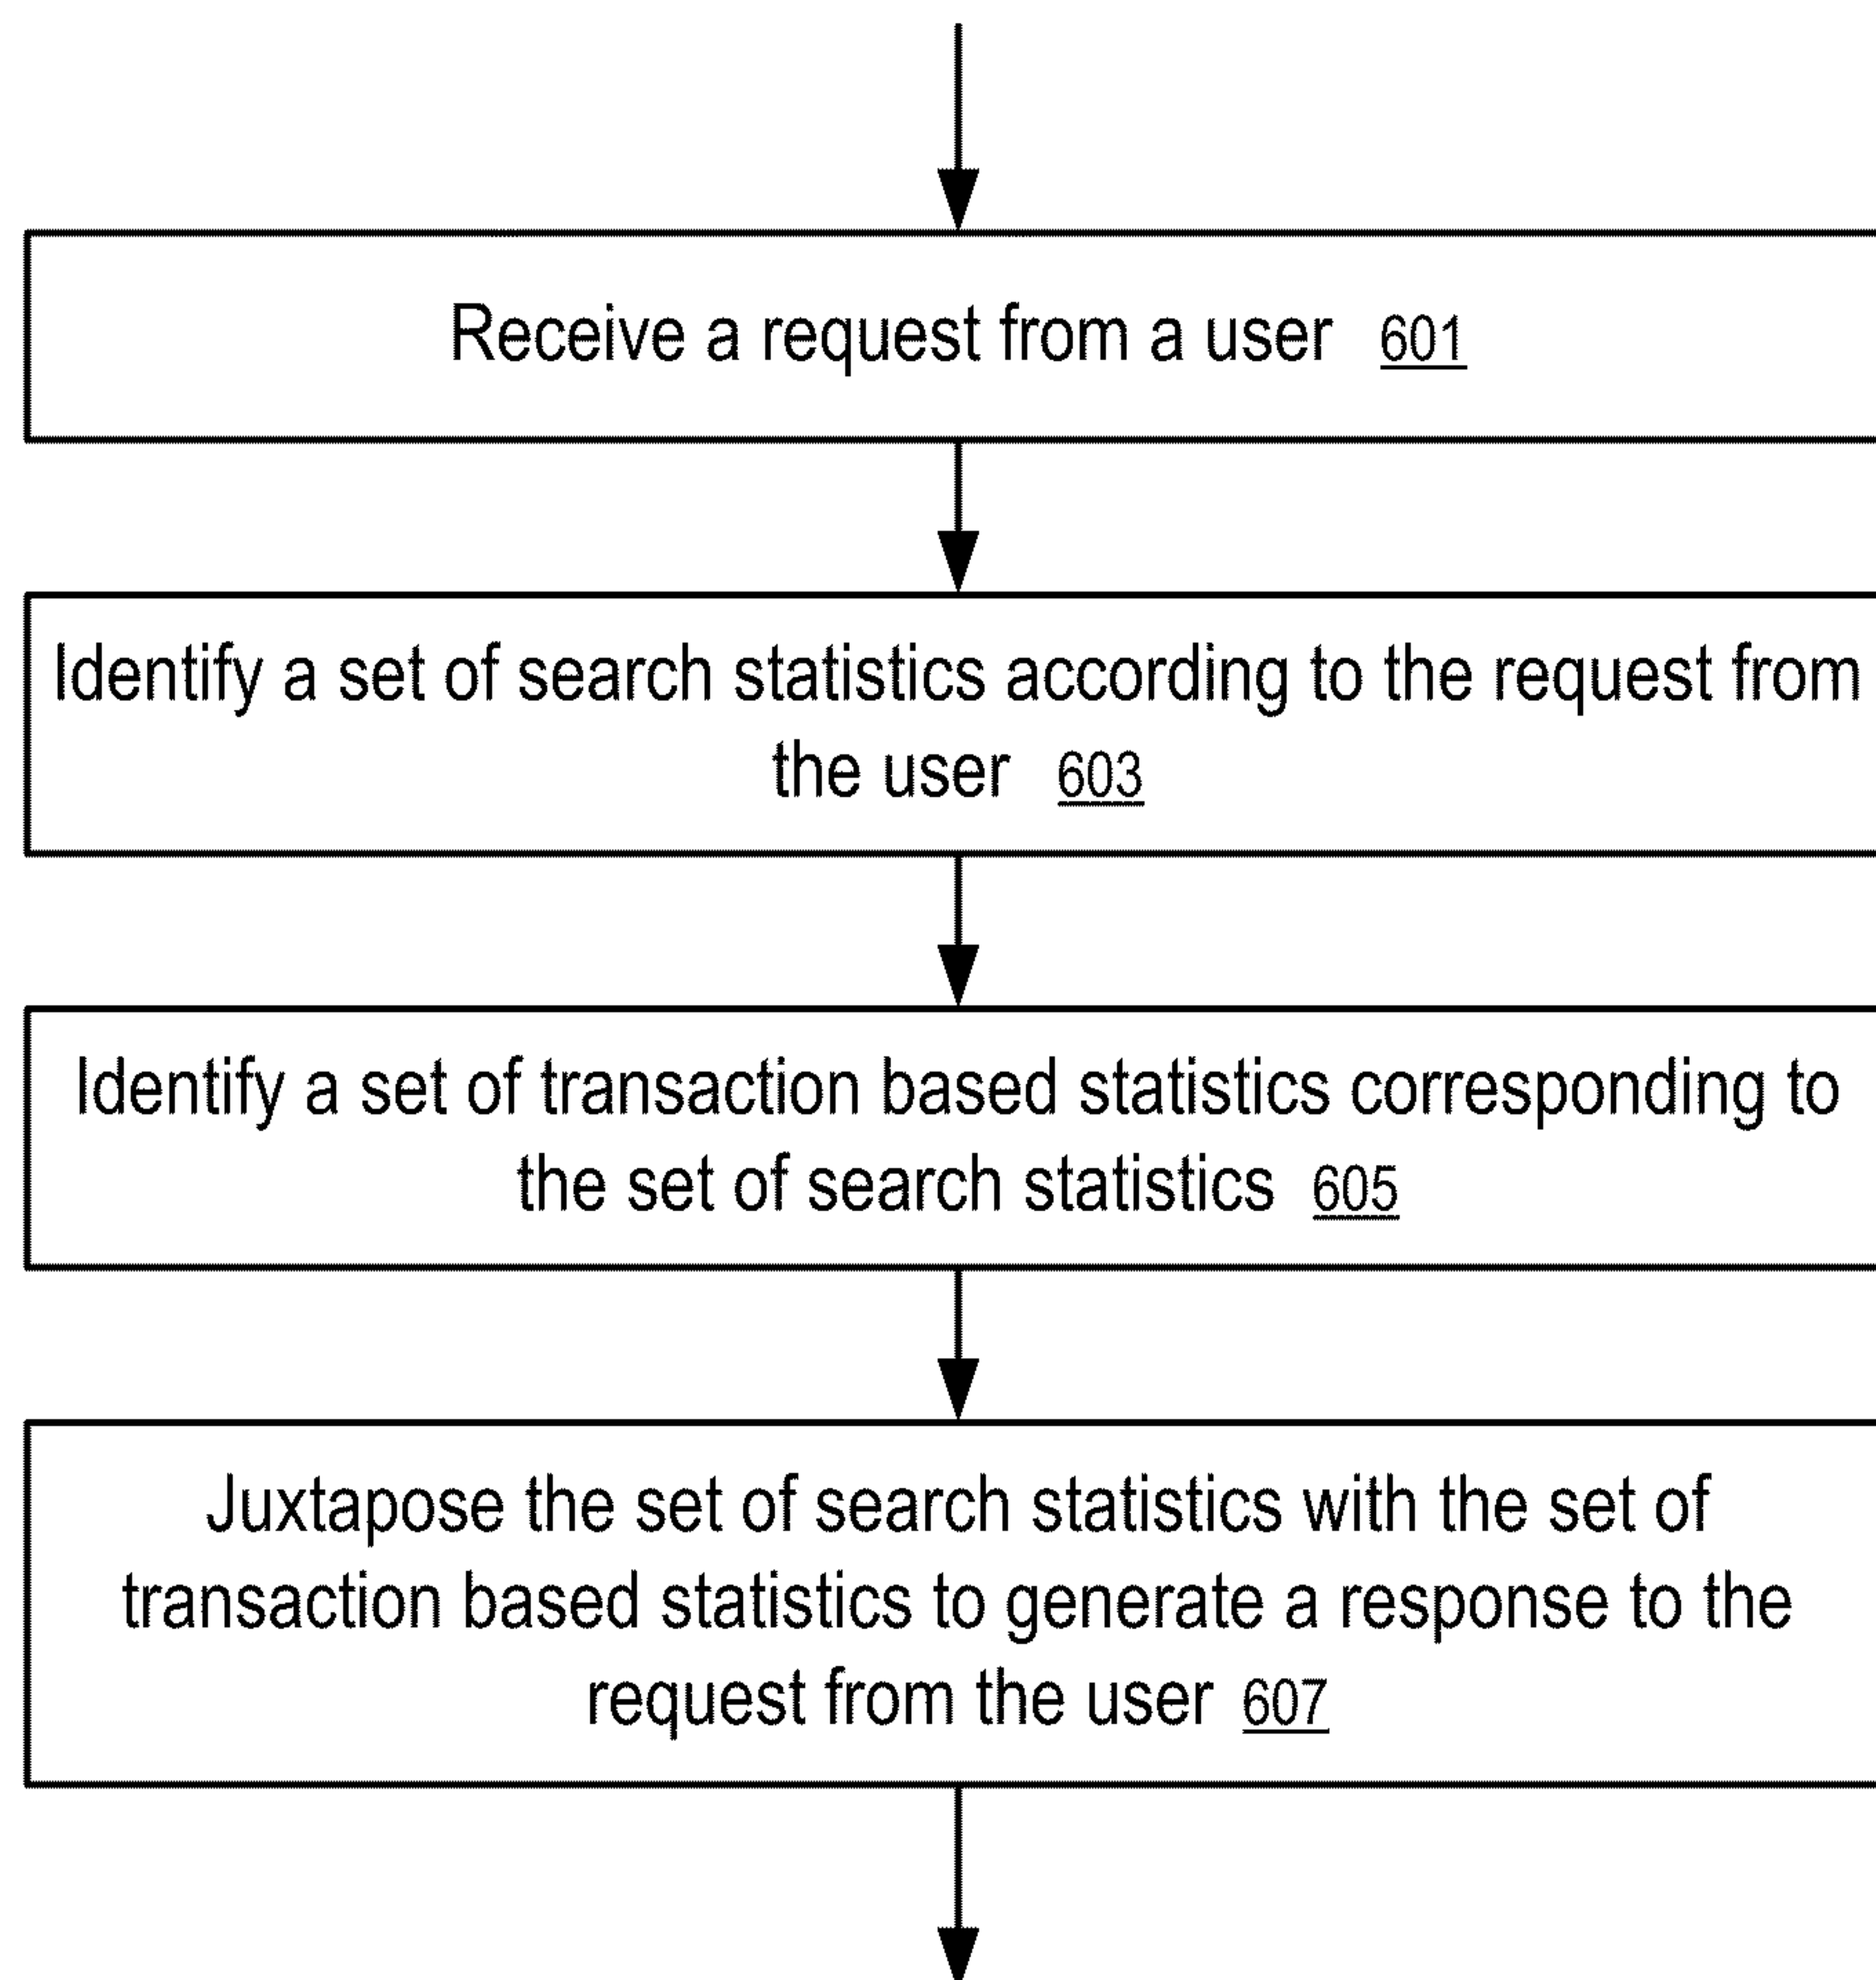 Receive a request from a user 601
Identify a set of search statistics according to the request from
the user 603
Identify a set of transaction based statistics corresponding to
the set of search statistics 605
Juxtapose the set of search statistics with the set of
transaction based statistics to generate a response to the
request from the user 607